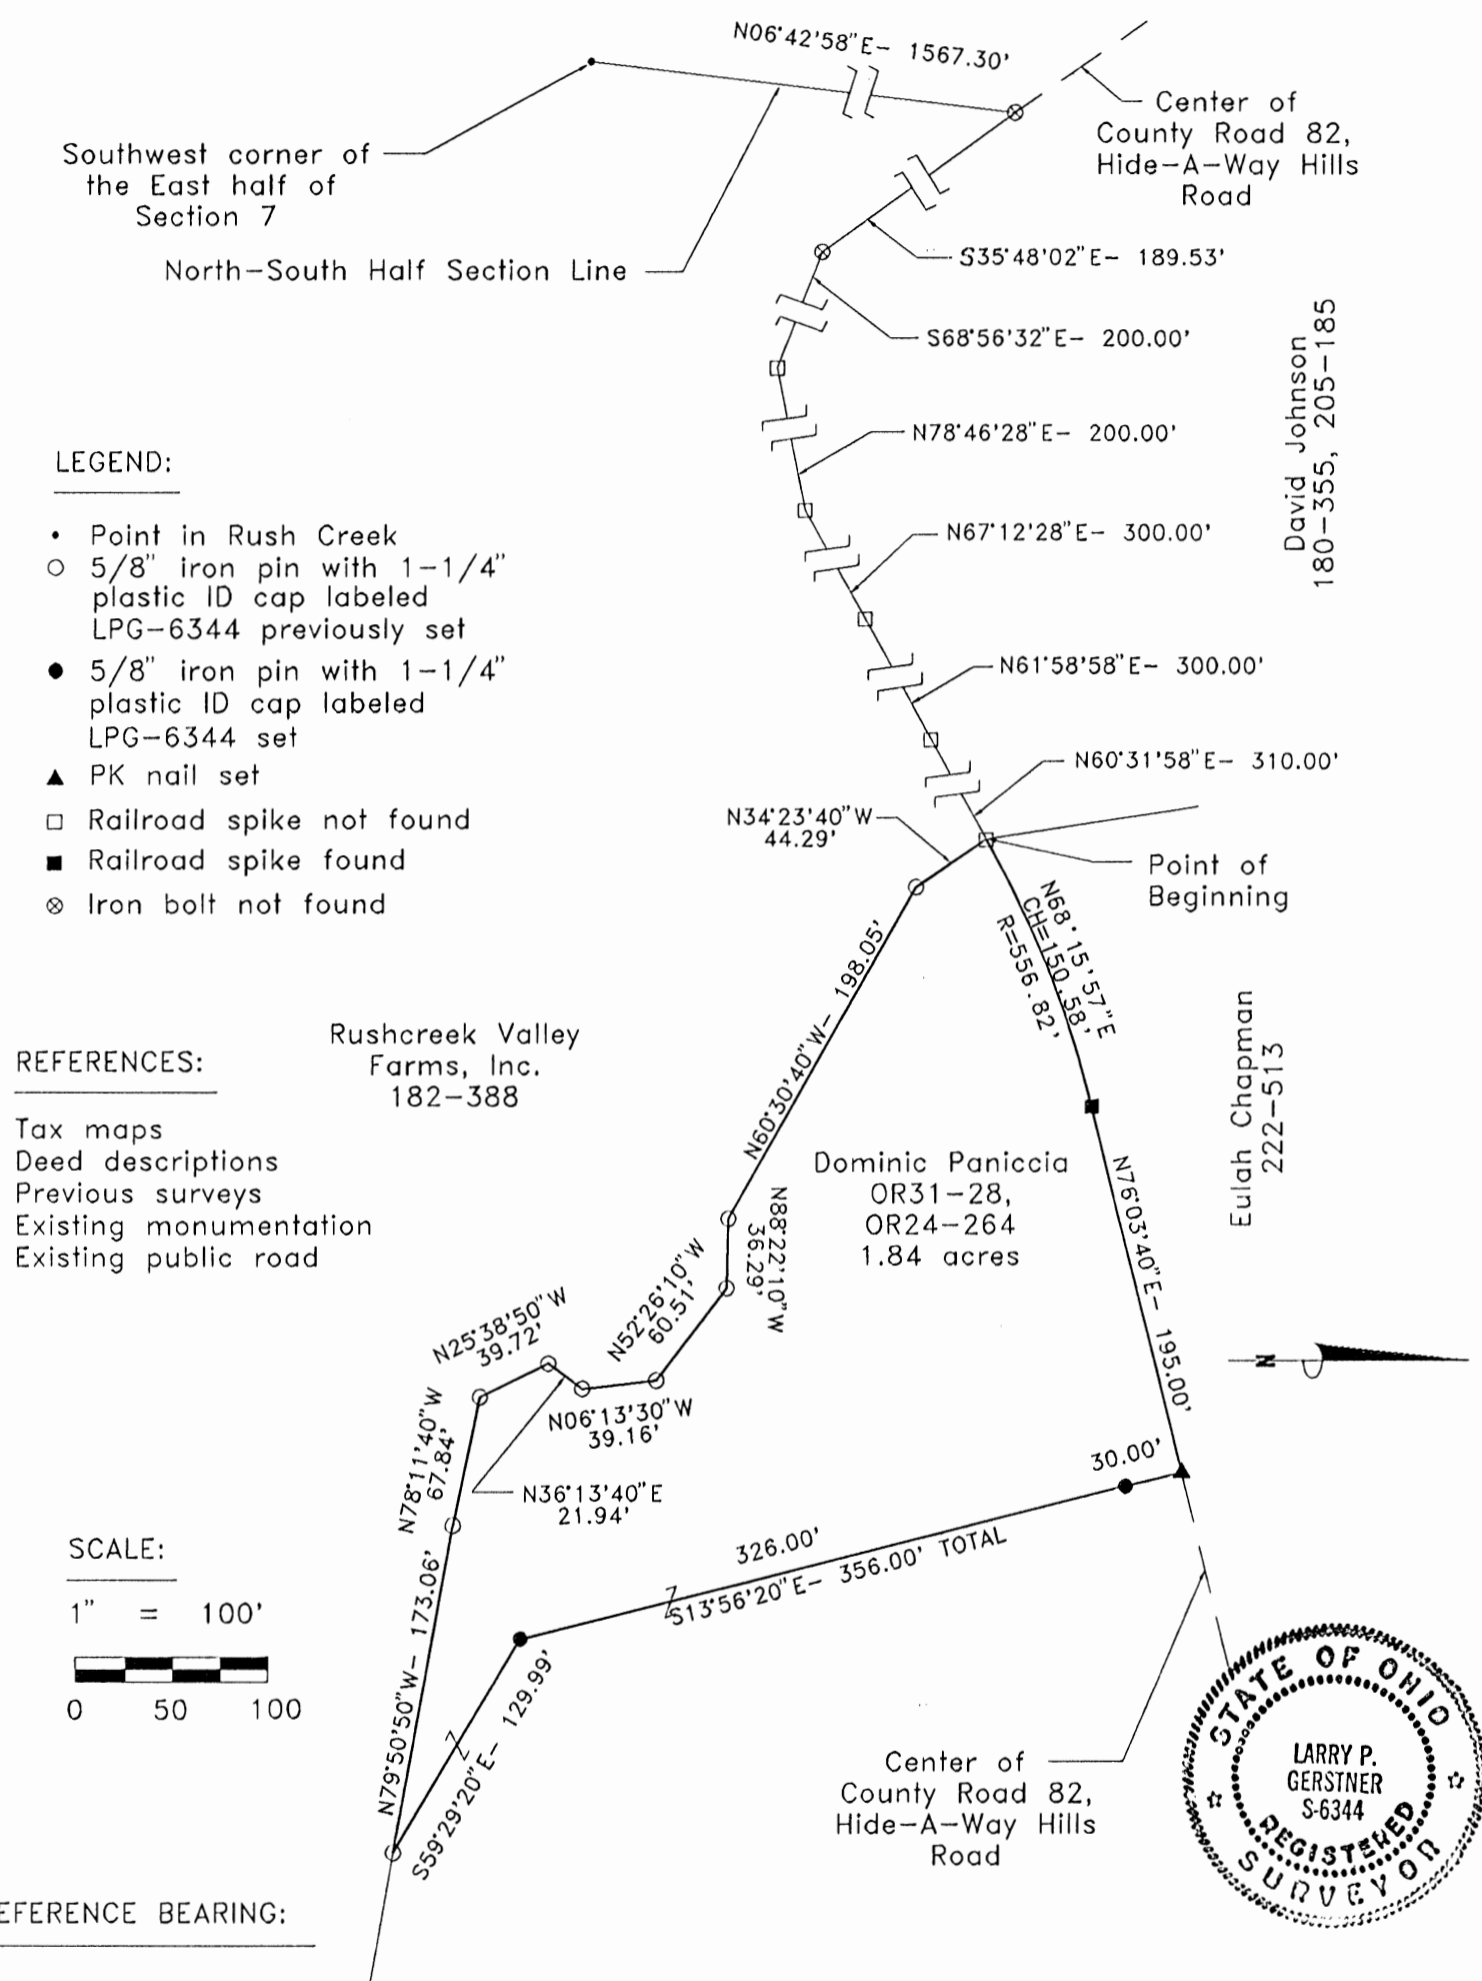 N06°42'58"E- 1567.30'
Center of
County Road 82,
Hide-A-Way Hills
Road
Southwest corner of
the East half of
Section 7
North-South Half Section Line
S35°48'02"E- 189.53'
S68°56'32"E- 200.00'
N78°46'28"E- 200.00'
N67°12'28"E- 300.00'
N61°58'58"E- 300.00'
N60°31'58"E- 310.00'
David Johnson
180-355, 205-185
LEGEND:
Point in Rush Creek
5/8" iron pin with 1-1/4"
plastic ID cap labeled
LPG-6344 previously set
5/8" iron pin with 1-1/4"
plastic ID cap labeled
LPG-6344 set
PK nail set
Railroad spike not found
Railroad spike found
Iron bolt not found
N34°23'40"W
44.29'
Point of
Beginning
N68°15'57"E
CH=150.58'
R=556.82'
N60°30'40"W- 198.05'
Rushcreek Valley
Farms, Inc.
182-388
REFERENCES:
Tax maps
Deed descriptions
Previous surveys
Existing monumentation
Existing public road
Eulah Chapman
222-513
Dominic Paniccia
OR31-28,
OR24-264
1.84 acres
N76°03'40"E- 195.00'
N88°22'10"W
36.29'
N52°26'10"W
60.51'
N25°38'50"W
39.72'
N06°13'30"W
39.16'
N36°13'40"E
21.94'
N78°11'40"W
67.84'
N
30.00'
326.00'
S13°56'20"E- 356.00' TOTAL
N79°50'50"W- 173.06'
S59°29'20"E- 129.99'
SCALE:
1" = 100'
0 50 100
Center of
County Road 82,
Hide-A-Way Hills
Road
STATE OF OHIO
LARRY P.
GERSTNER
S-6344
REGISTERED
SURVEYOR
EFERENCE BEARING: